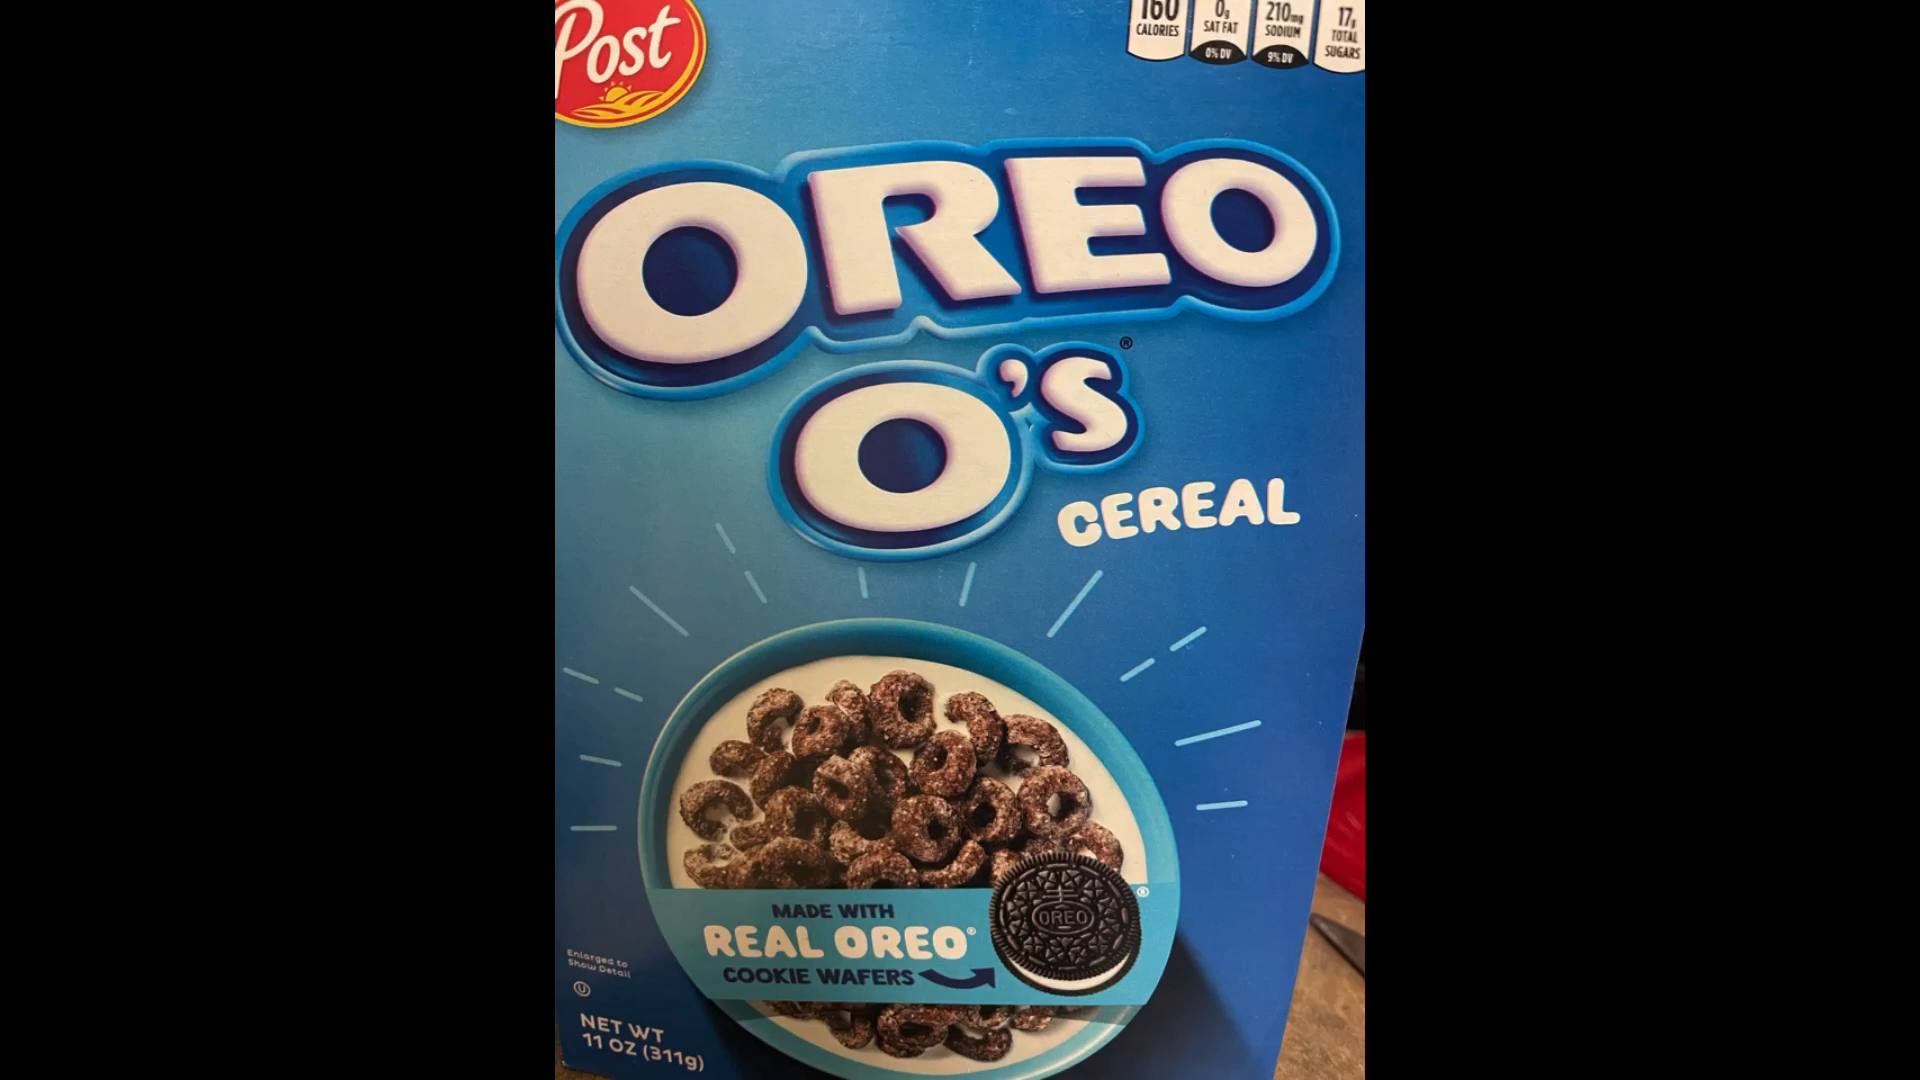 Post
160
CALORIES
0g
SAT FAT
0% DV
210mg
SODIUM
9% DV
17g
TOTAL
SUGARS
OREO
O'S®
CEREAL
MADE WITH
REAL OREO®
COOKIE WAFERS
OREO
®
Enlarged to
Show Detail
U
NET WT
11 OZ (311g)